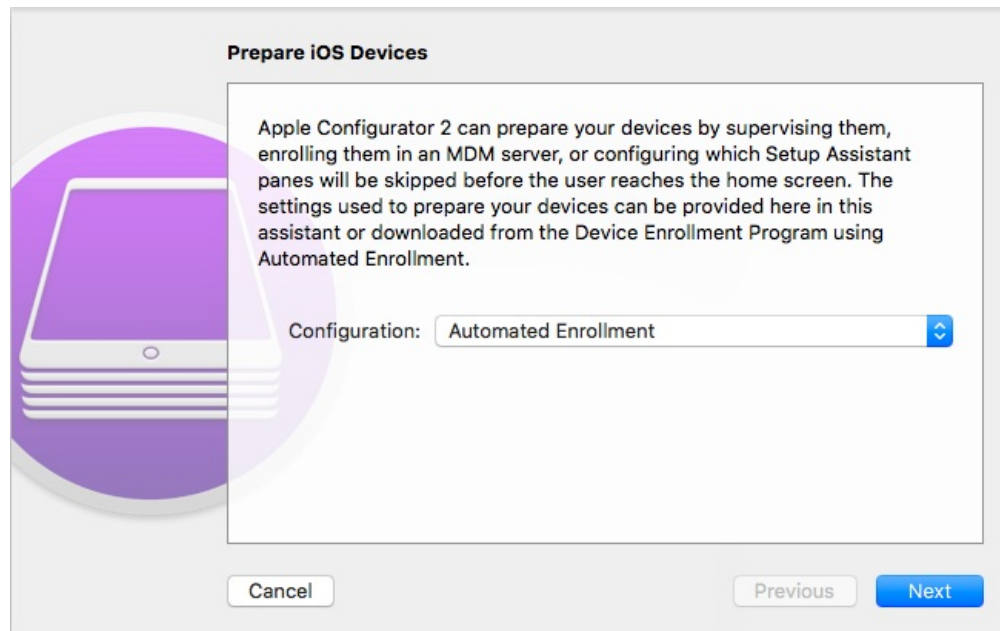 Prepare iOS Devices
Apple Configurator 2 can prepare your devices by supervising them,
enrolling them in an MDM server, or configuring which Setup Assistant
panes will be skipped before the user reaches the home screen. The
settings used to prepare your devices can be provided here in this
assistant or downloaded from the Device Enrollment Program using
Automated Enrollment.
Configuration: Automated Enrollment
Cancel Previous Next